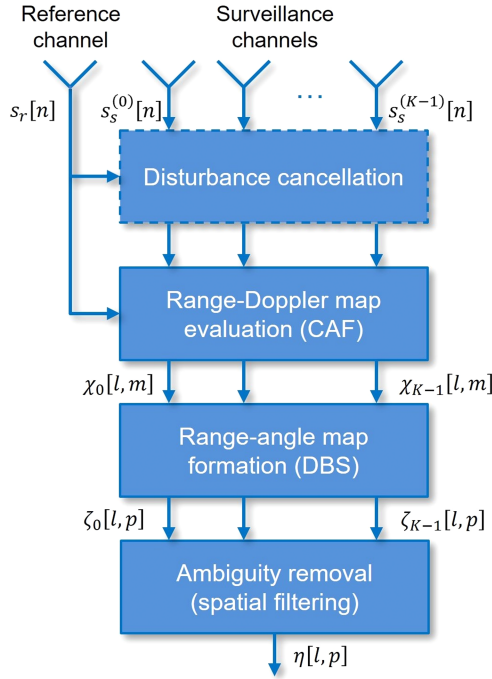 Reference channel
Surveillance channels
s_r[n]
s_s^{(0)}[n]
...
s_s^{(K-1)}[n]
Disturbance cancellation
Range-Doppler map
evaluation (CAF)
χ_0[l, m]
χ_{K-1}[l, m]
Range-angle map
formation (DBS)
ζ_0[l, p]
ζ_{K-1}[l, p]
Ambiguity removal
(spatial filtering)
η[l, p]